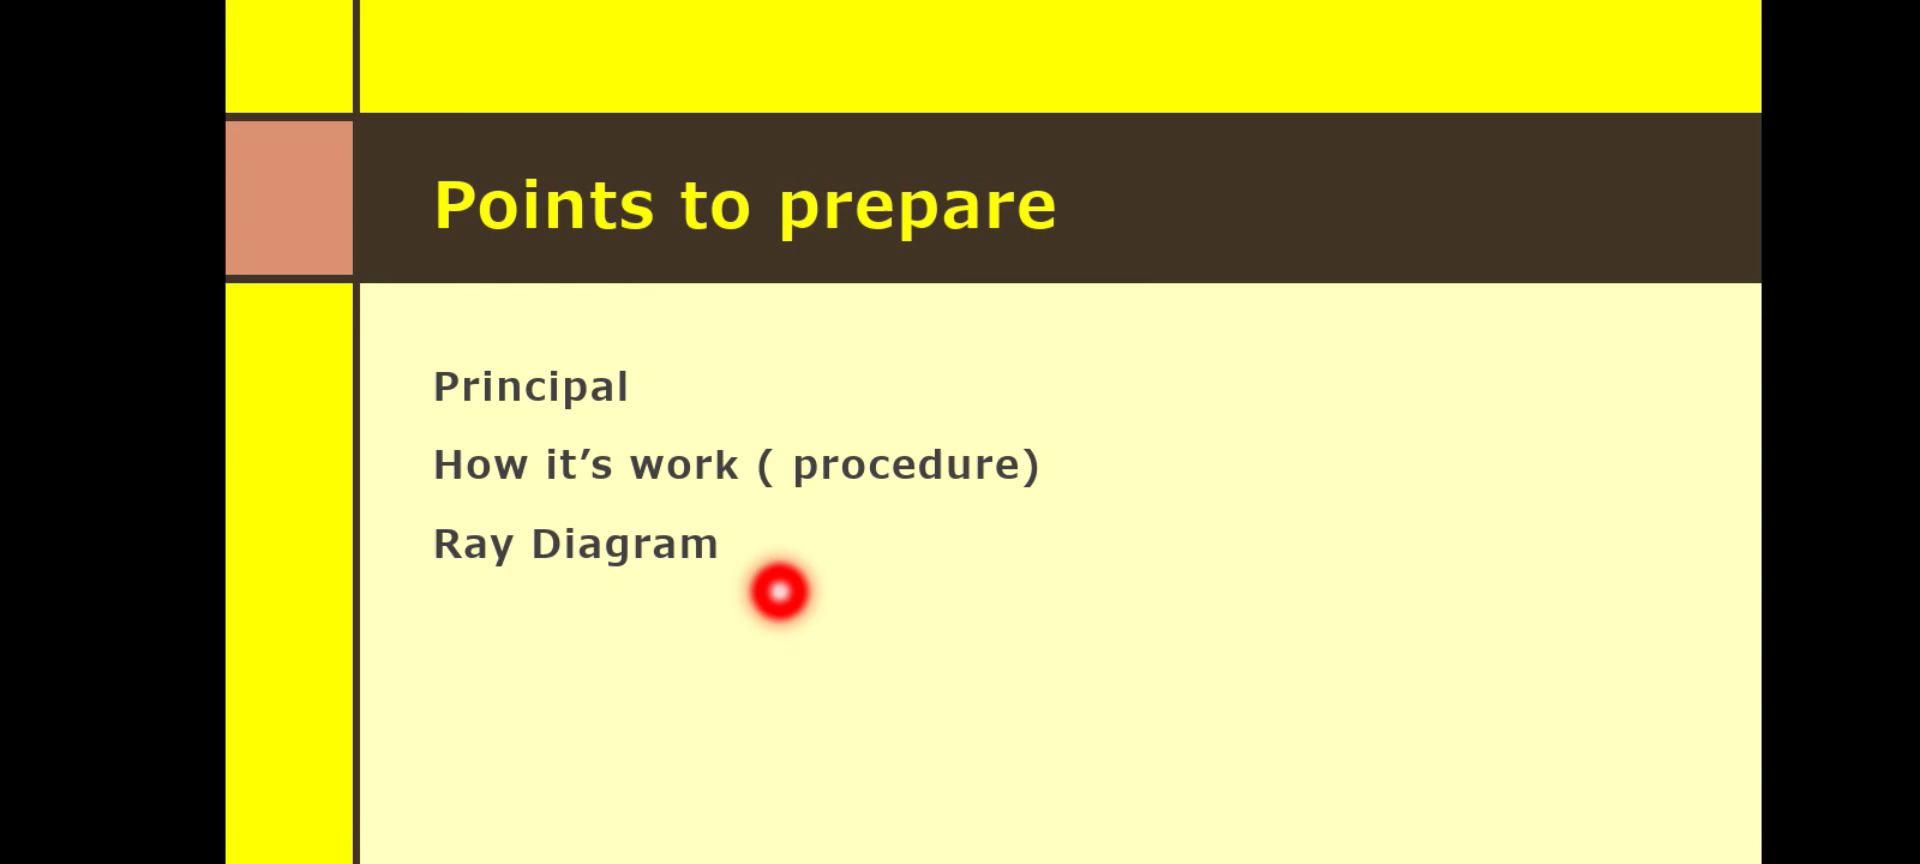 Points to prepare
Principal
How it’s work ( procedure)
Ray Diagram